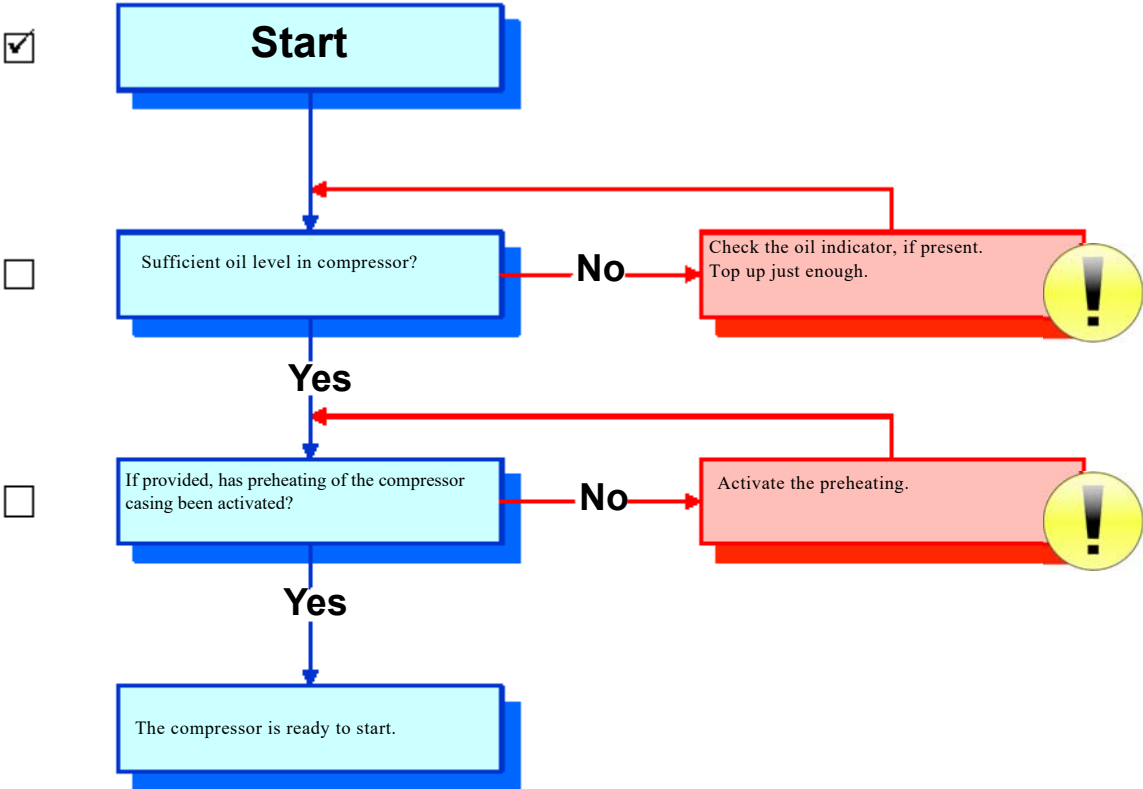 Start
Sufficient oil level in compressor?
No
Check the oil indicator, if present.
Top up just enough.
Yes
If provided, has preheating of the compressor
casing been activated?
No
Activate the preheating.
Yes
The compressor is ready to start.